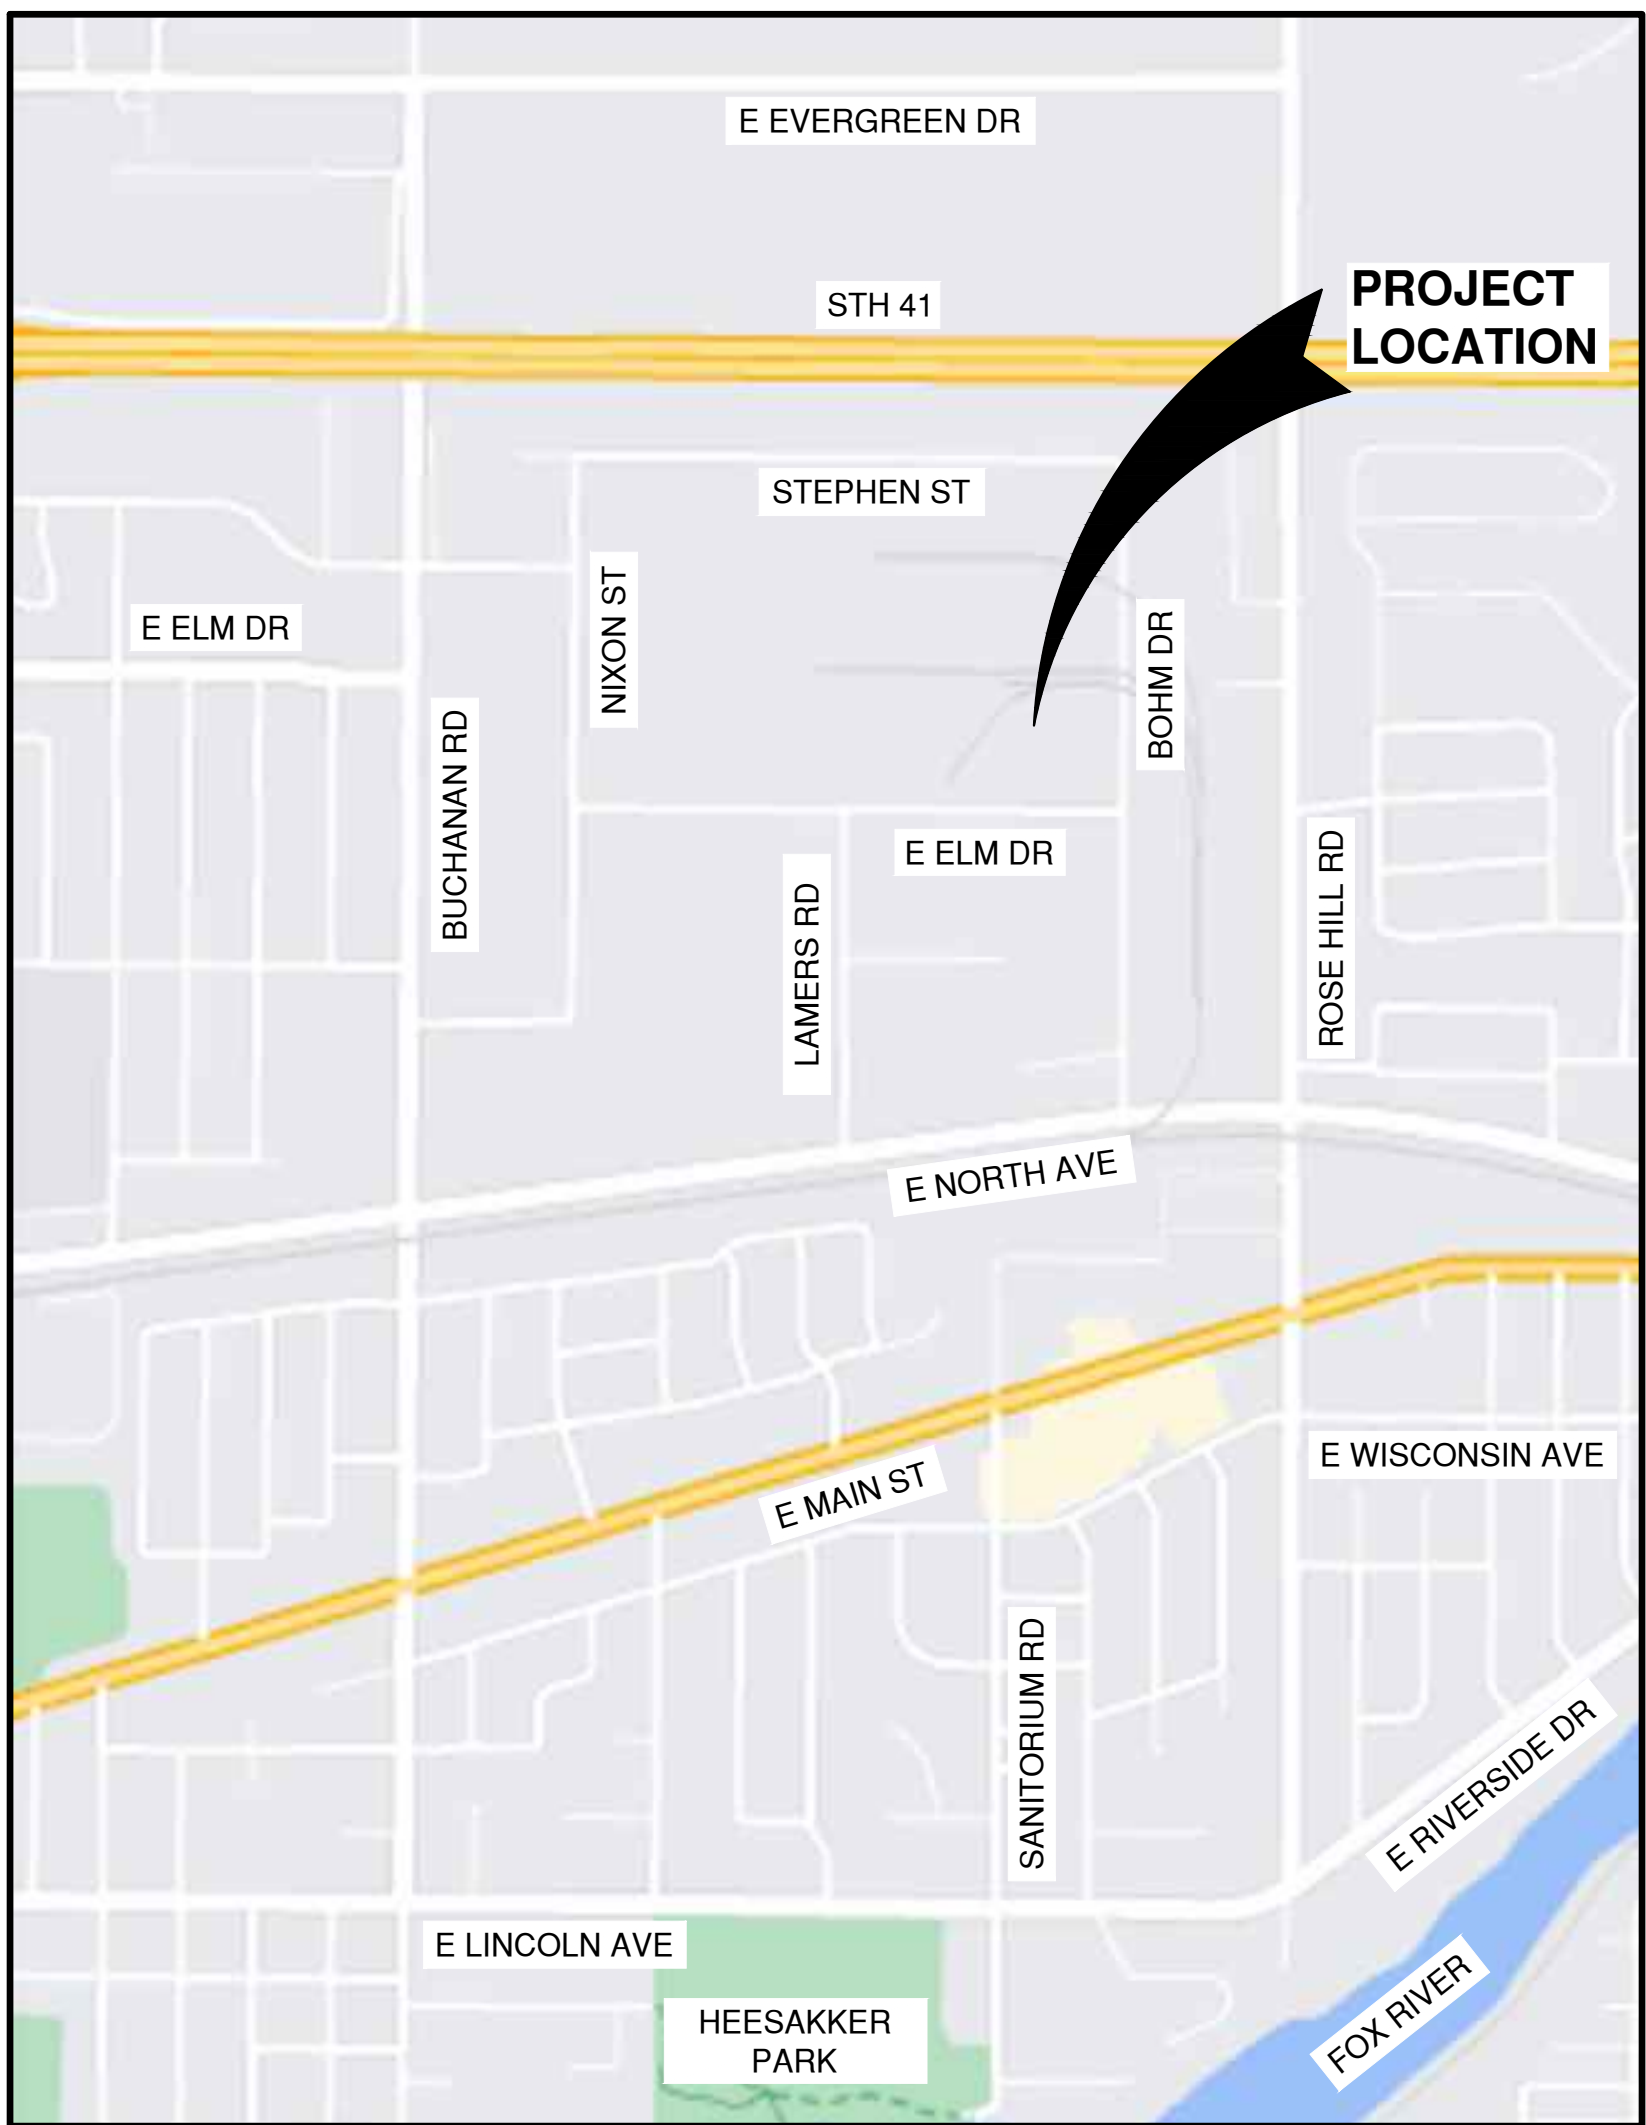 E EVERGREEN DR
STH 41
PROJECT
LOCATION
STEPHEN ST
NIXON ST
E ELM DR
BOHM DR
BUCHANAN RD
E ELM DR
LAMERS RD
ROSE HILL RD
E NORTH AVE
E WISCONSIN AVE
E MAIN ST
SANITORIUM RD
E RIVERSIDE DR
E LINCOLN AVE
HEESAKKER
PARK
FOX RIVER